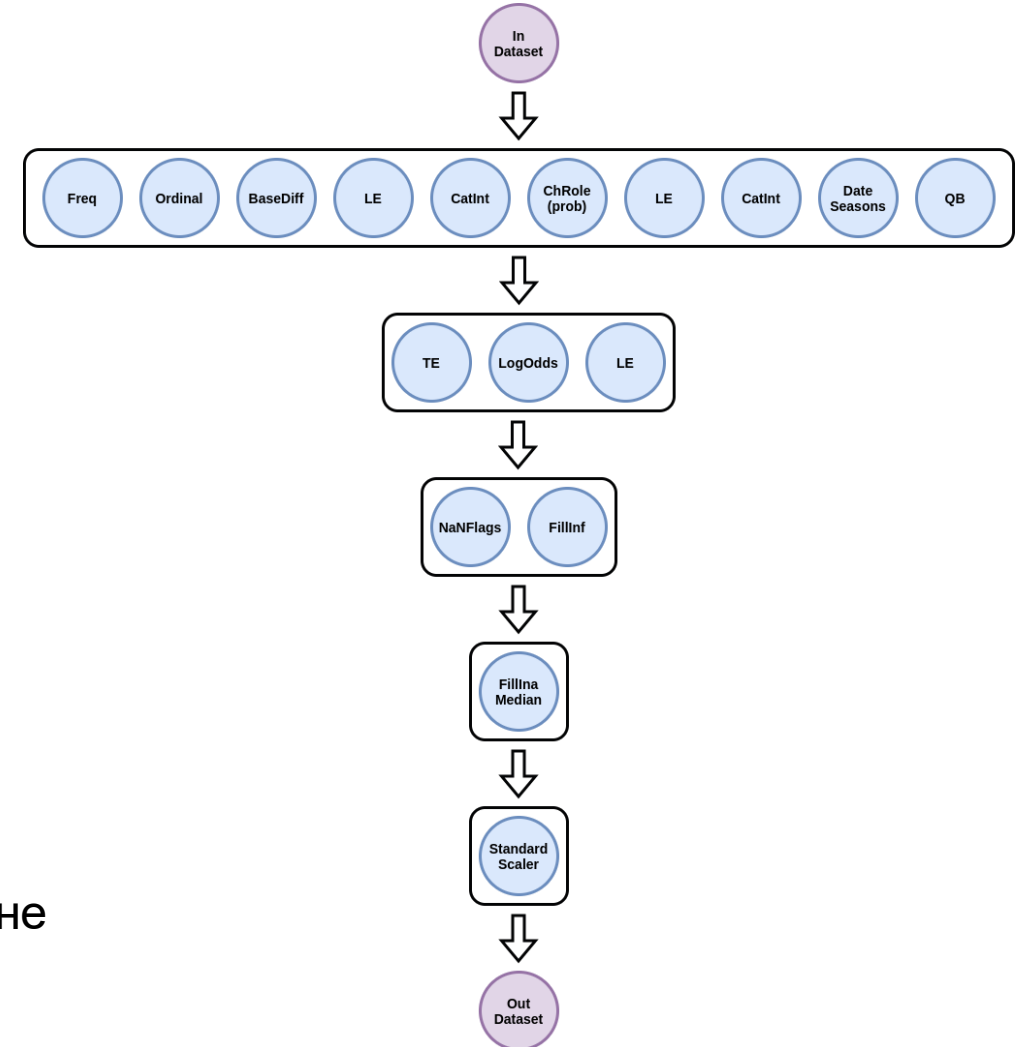 In
Dataset
Freq
Ordinal
BaseDiff
LE
CatInt
ChRole
(prob)
LE
CatInt
Date
Seasons
QB
TE
LogOdds
LE
NaNFlags
FillInf
FillIna
Median
Standard
Scaler
не
Out
Dataset